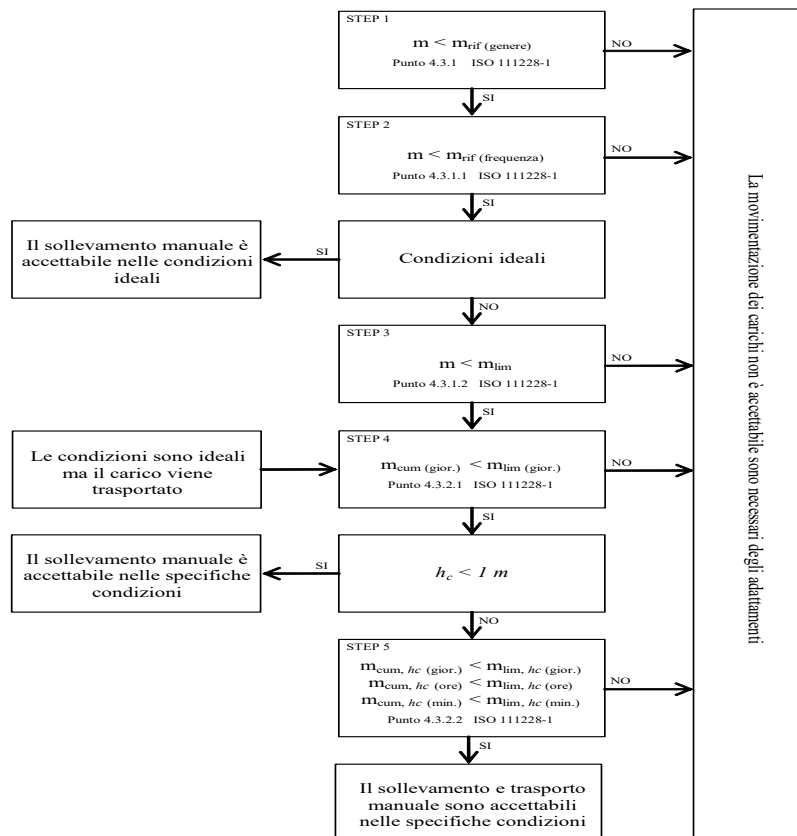 STEP 1
m < mrif (genere)
Punto 4.3.1 ISO 111228-1
NO
SI
STEP 2
m < mrif (frequenza)
Punto 4.3.1.1 ISO 111228-1
NO
SI
Il sollevamento manuale è
accettabile nelle condizioni
ideali
SI
Condizioni ideali
NO
STEP 3
m < mlim
Punto 4.3.1.2 ISO 111228-1
NO
SI
Le condizioni sono ideali
ma il carico viene
trasportato
STEP 4
mcum (gior.) < mlim (gior.)
Punto 4.3.2.1 ISO 111228-1
NO
SI
Il sollevamento manuale è
accettabile nelle specifiche
condizioni
SI
hc < 1 m
NO
STEP 5
mcum, hc (gior.) < mlim, hc (gior.)
mcum, hc (ore) < mlim, hc (ore)
mcum, hc (min.) < mlim, hc (min.)
Punto 4.3.2.2 ISO 111228-1
NO
SI
Il sollevamento e trasporto
manuale sono accettabili
nelle specifiche condizioni
La movimentazione dei carichi non è accettabile sono necessari degli adattamenti